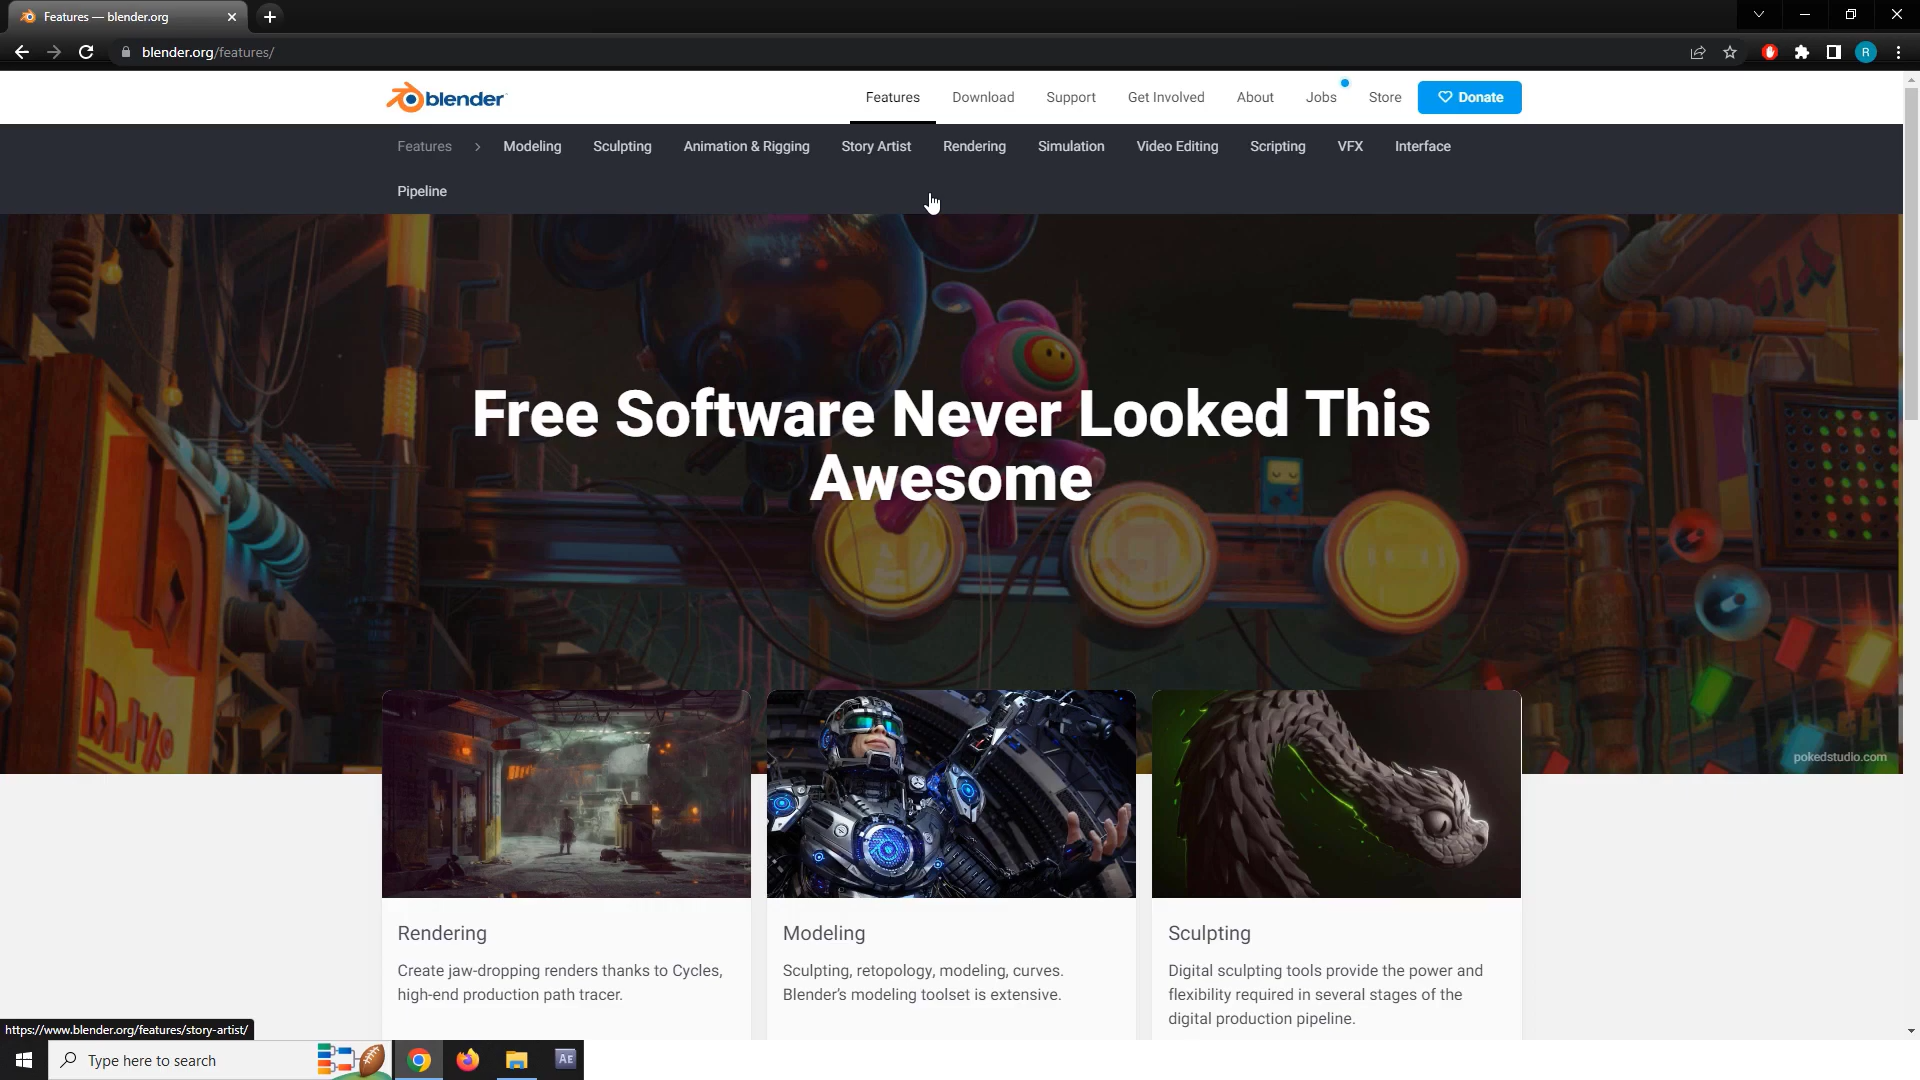 Features — blender.org
blender.org/features/
R
blender
Features Download Support Get Involved About Jobs Store Donate
Features > Modeling Sculpting Animation & Rigging Story Artist Rendering Simulation Video Editing Scripting VFX Interface
Pipeline
Free Software Never Looked This
Awesome
pokedstudio.com
Rendering
Create jaw-dropping renders thanks to Cycles,
high-end production path tracer.
Modeling
Sculpting, retopology, modeling, curves.
Blender's modeling toolset is extensive.
Sculpting
Digital sculpting tools provide the power and
flexibility required in several stages of the
digital production pipeline.
https://www.blender.org/features/story-artist/
Type here to search
AE